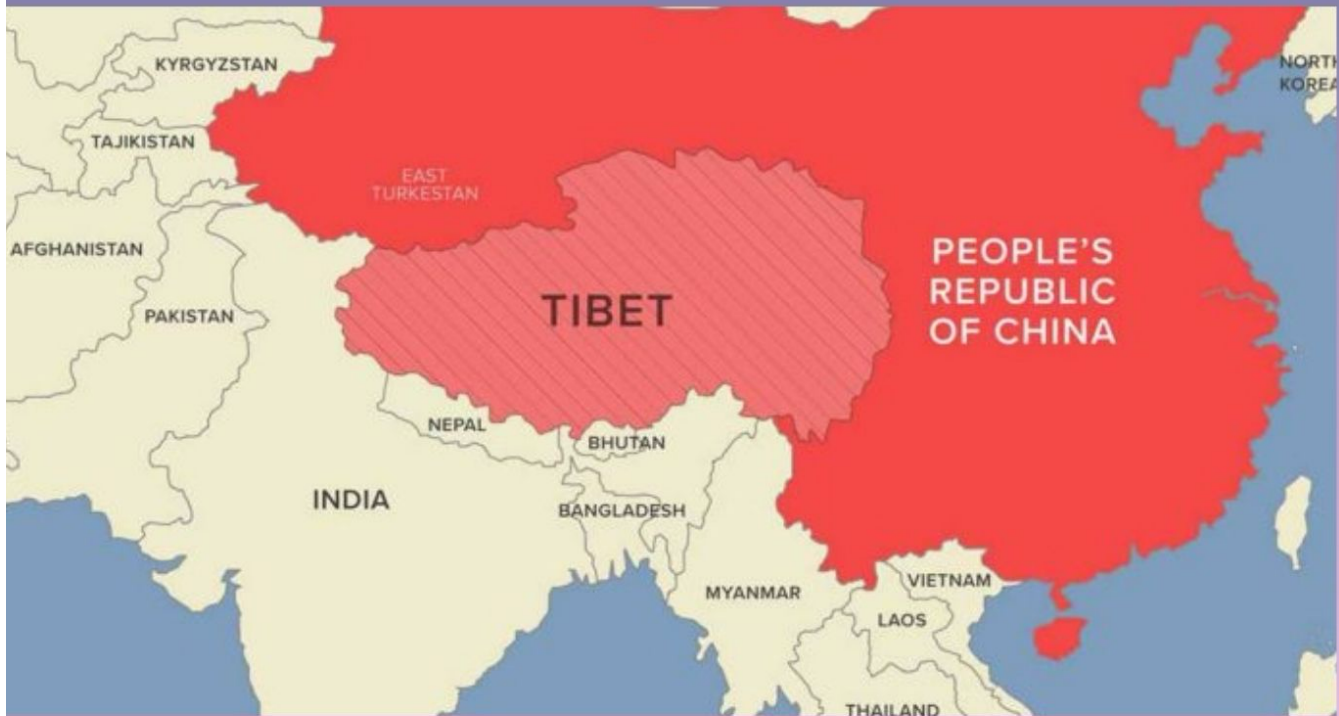 KYRGYZSTAN
NORTH
KOREA
TAJIKISTAN
EAST
TURKESTAN
AFGHANISTAN
PEOPLE'S
REPUBLIC
OF CHINA
PAKISTAN
TIBET
NEPAL
BHUTAN
INDIA
BANGLADESH
MYANMAR
VIETNAM
LAOS
THAILAND